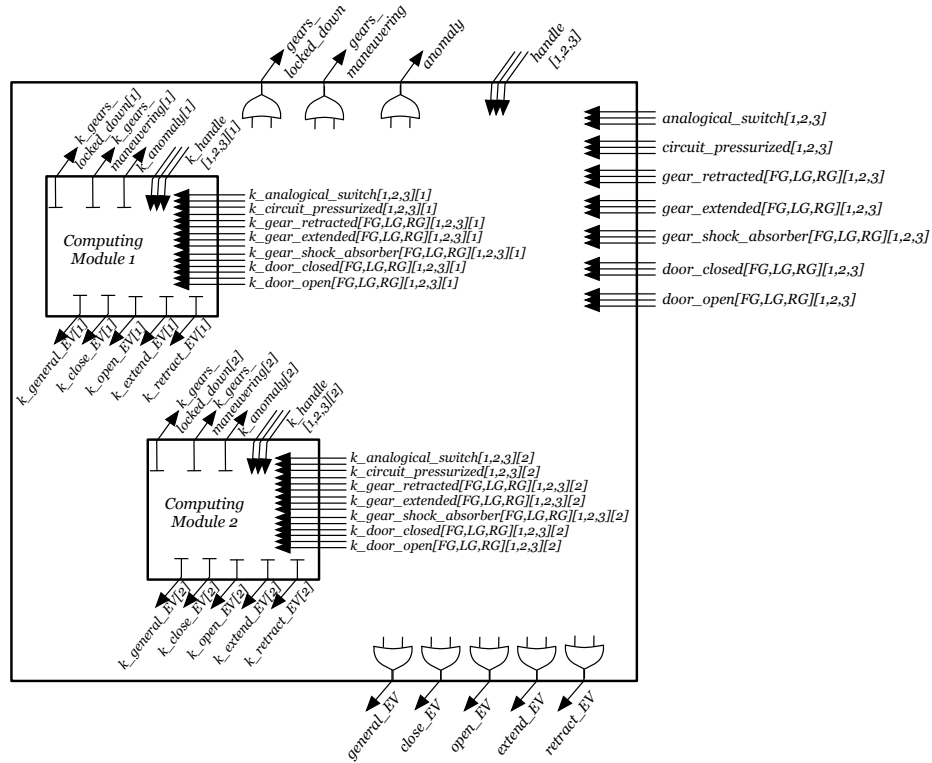 gears_
locked_down
gears_
maneuvering
anomaly
handle
[1,2,3]
analogical_switch[1,2,3]
circuit_pressurized[1,2,3]
gear_retracted[FG,LG,RG][1,2,3]
gear_extended[FG,LG,RG][1,2,3]
gear_shock_absorber[FG,LG,RG][1,2,3]
door_closed[FG,LG,RG][1,2,3]
door_open[FG,LG,RG][1,2,3]
k_gears_
locked_down[1]
k_gears_
maneuvering[1]
k_anomaly[1]
k_handle
[1,2,3][1]
Computing
Module 1
k_analogical_switch[1,2,3][1]
k_circuit_pressurized[1,2,3][1]
k_gear_retracted[FG,LG,RG][1,2,3][1]
k_gear_extended[FG,LG,RG][1,2,3][1]
k_gear_shock_absorber[FG,LG,RG][1,2,3][1]
k_door_closed[FG,LG,RG][1,2,3][1]
k_door_open[FG,LG,RG][1,2,3][1]
k_general_EV[1]
k_close_EV[1]
k_open_EV[1]
k_extend_EV[1]
k_retract_EV[1]
k_gears_
locked_down[2]
k_gears_
maneuvering[2]
k_anomaly[2]
k_handle
[1,2,3][2]
Computing
Module 2
k_analogical_switch[1,2,3][2]
k_circuit_pressurized[1,2,3][2]
k_gear_retracted[FG,LG,RG][1,2,3][2]
k_gear_extended[FG,LG,RG][1,2,3][2]
k_gear_shock_absorber[FG,LG,RG][1,2,3][2]
k_door_closed[FG,LG,RG][1,2,3][2]
k_door_open[FG,LG,RG][1,2,3][2]
k_general_EV[2]
k_close_EV[2]
k_open_EV[2]
k_extend_EV[2]
k_retract_EV[2]
general_EV
close_EV
open_EV
extend_EV
retract_EV